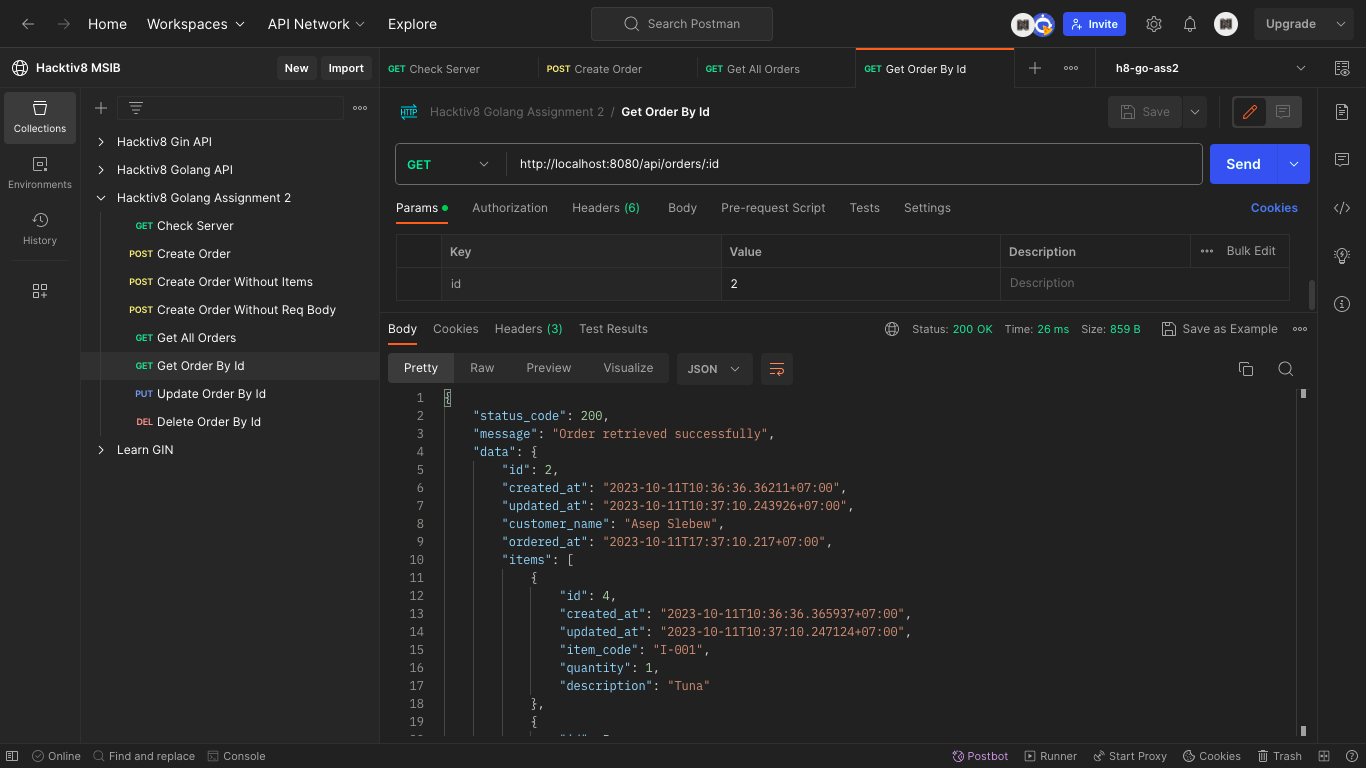 Home Workspaces API Network Explore Search Postman Invite Upgrade
Hacktiv8 MSIB New Import GET Check Server POST Create Order GET Get All Orders GET Get Order By Id h8-go-ass2
Collections
Environments
History
Hacktiv8 Gin API
Hacktiv8 Golang API
Hacktiv8 Golang Assignment 2
GET Check Server
POST Create Order
POST Create Order Without Items
POST Create Order Without Req Body
GET Get All Orders
GET Get Order By Id
PUT Update Order By Id
DEL Delete Order By Id
Learn GIN
HTTP Hacktiv8 Golang Assignment 2 / Get Order By Id Save
GET http://localhost:8080/api/orders/:id Send
Params Authorization Headers (6) Body Pre-request Script Tests Settings Cookies
Key Value Description Bulk Edit
id 2 Description
Body Cookies Headers (3) Test Results Status: 200 OK Time: 26 ms Size: 859 B Save as Example
Pretty Raw Preview Visualize JSON
1 {
2 "status_code": 200,
3 "message": "Order retrieved successfully",
4 "data": {
5 "id": 2,
6 "created_at": "2023-10-11T10:36:36.36211+07:00",
7 "updated_at": "2023-10-11T10:37:10.243926+07:00",
8 "customer_name": "Asep Slebew",
9 "ordered_at": "2023-10-11T17:37:10.217+07:00",
10 "items": [
11 {
12 "id": 4,
13 "created_at": "2023-10-11T10:36:36.365937+07:00",
14 "updated_at": "2023-10-11T10:37:10.247124+07:00",
15 "item_code": "I-001",
16 "quantity": 1,
17 "description": "Tuna"
18 },
19 {
Online Find and replace Console Postbot Runner Start Proxy Cookies Trash